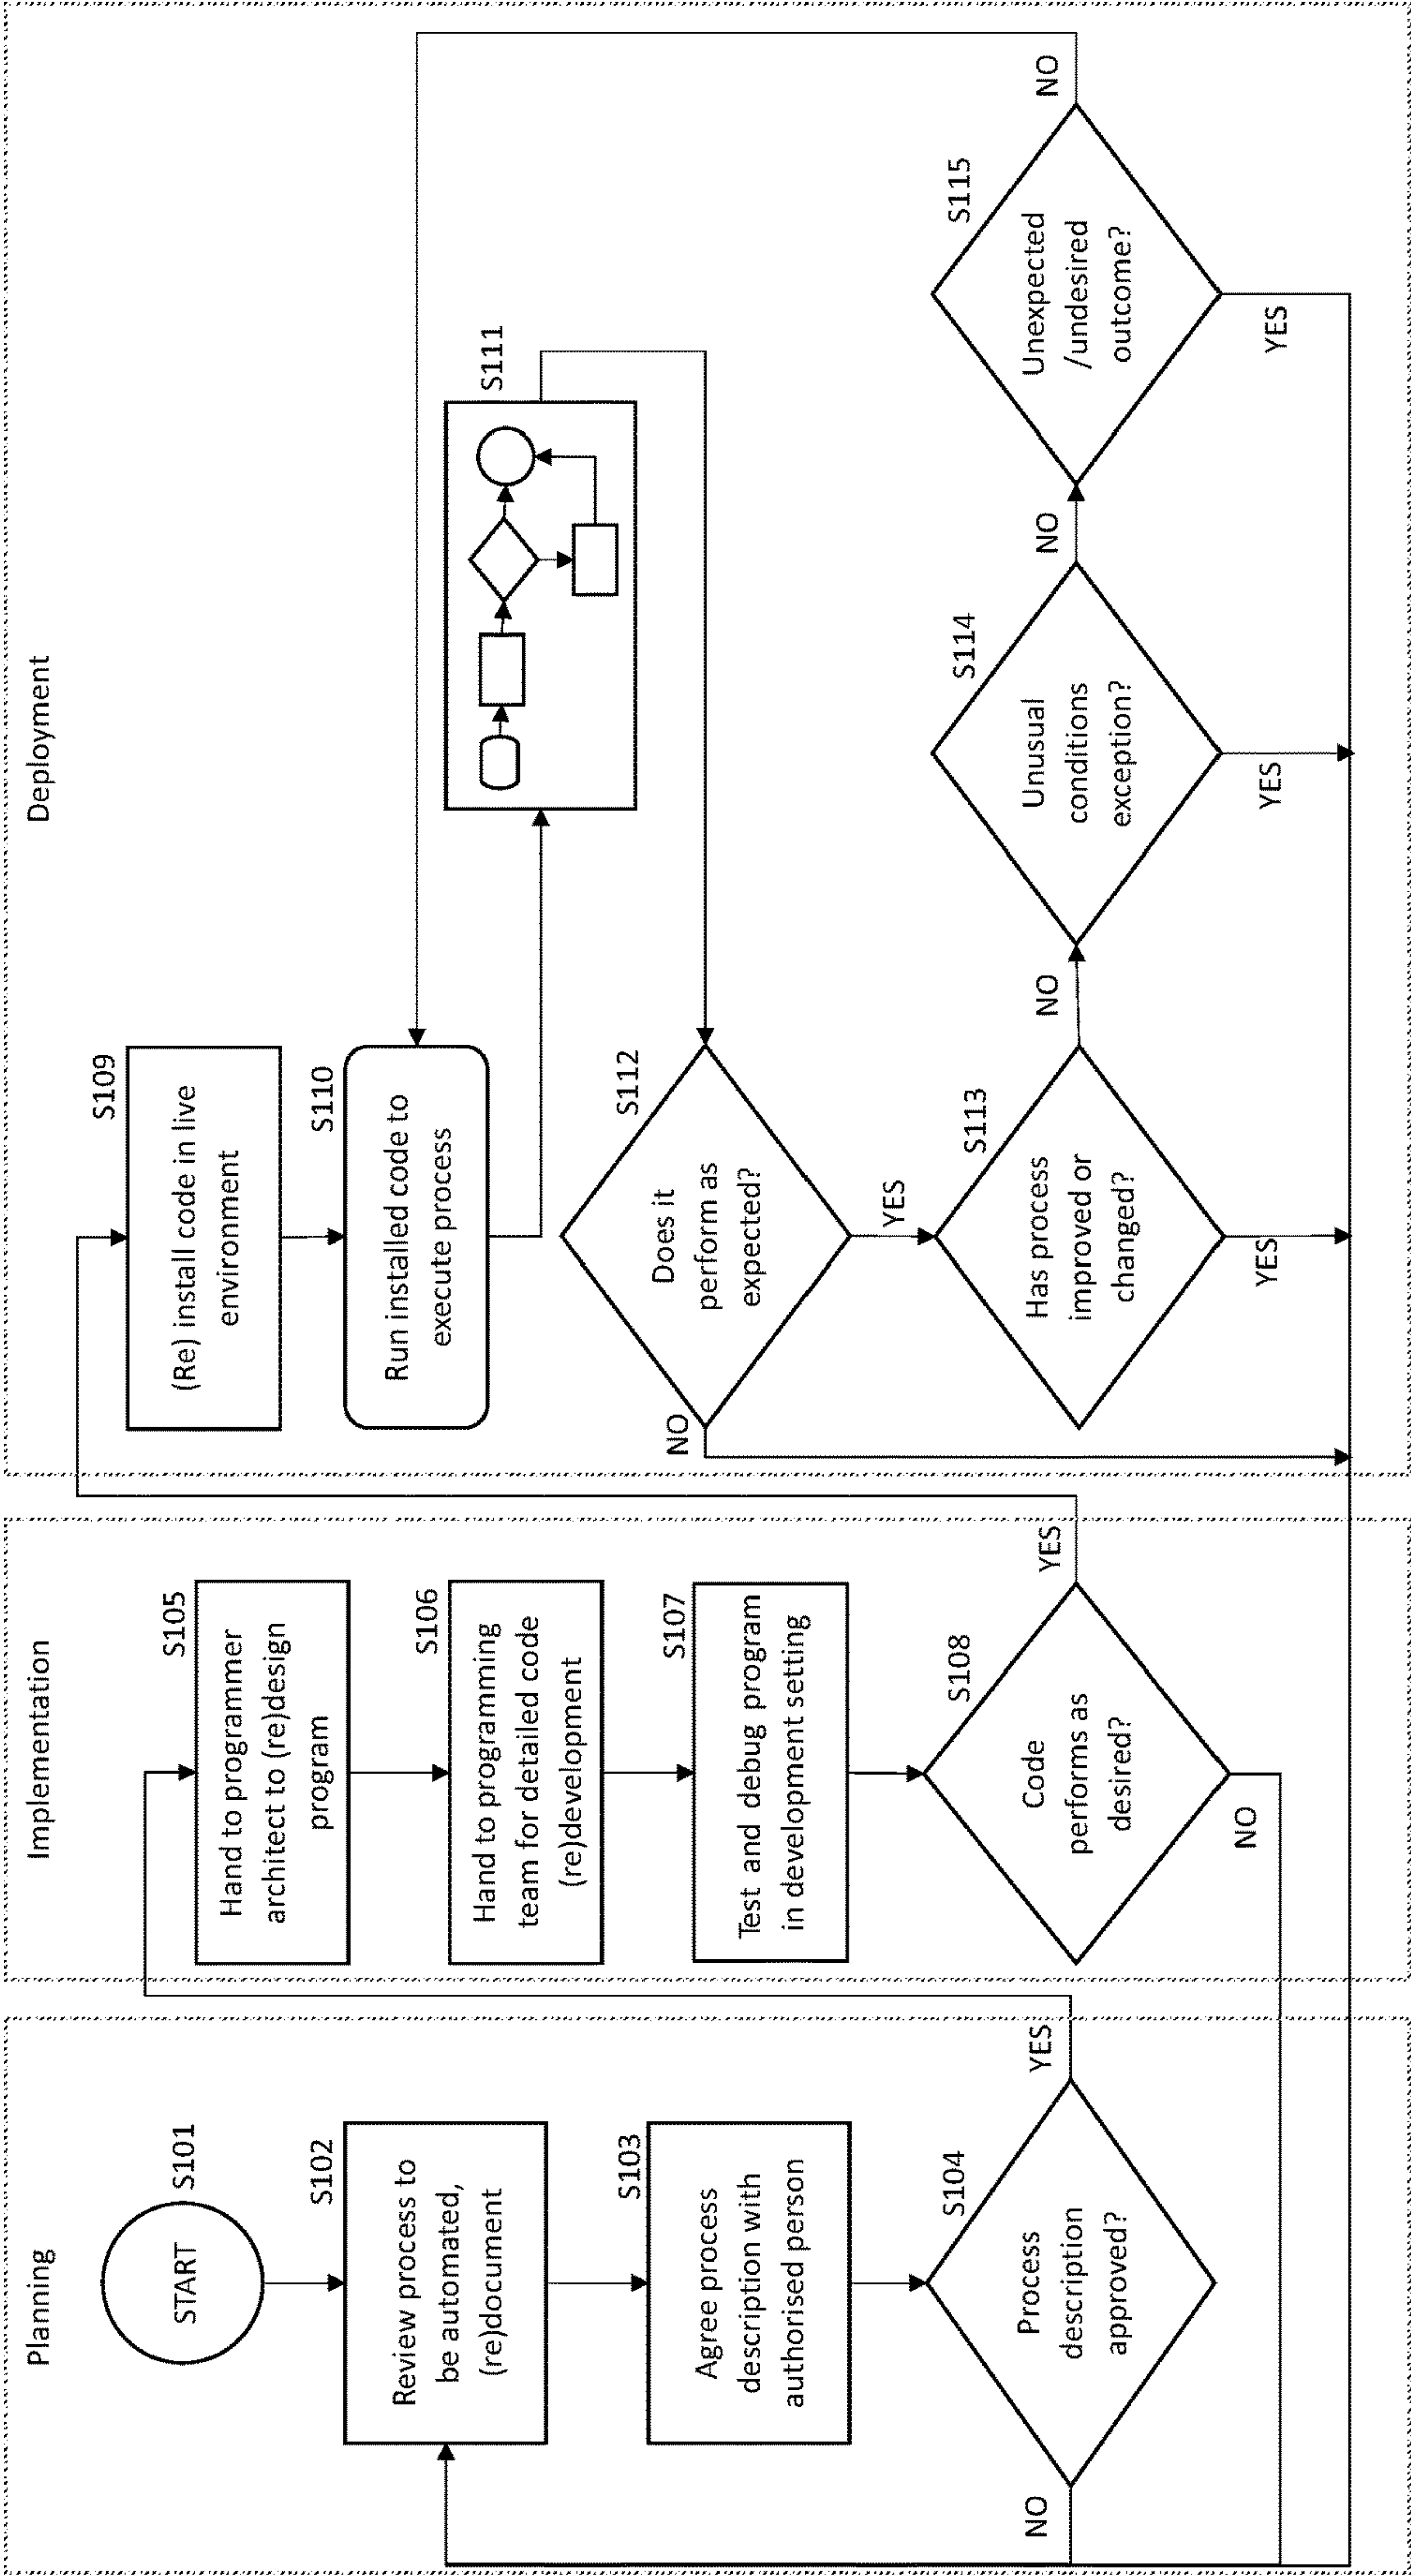 Planning
START
S101
S102
Review process to
be automated,
(re)document
S103
Agree process
description with
authorised person
S104
Process
description
approved?
YES
NO
Implementation
S105
Hand to programmer
architect to (re)design
program
S106
Hand to programming
team for detailed code
(re)development
S107
Test and debug program
in development setting
S108
Code
performs as
desired?
YES
NO
Deployment
S109
(Re) install code in live
environment
S110
Run installed code to
execute process
S111
S112
Does it
perform as
expected?
NO
YES
S113
Has process
improved or
changed?
NO
YES
S114
Unusual
conditions
exception?
NO
YES
S115
Unexpected
/undesired
outcome?
NO
YES